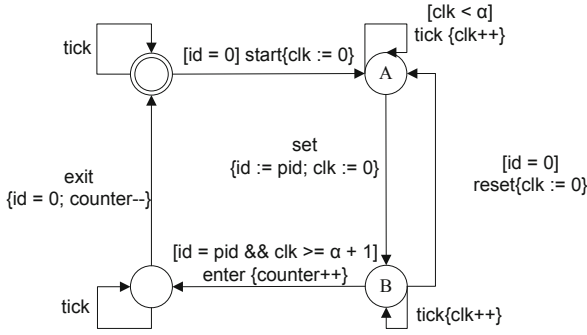 [clk < α]
tick
[id = 0] start{clk := 0}
tick {clk++}
A
set
{id := pid; clk := 0}
[id = 0]
reset{clk := 0}
exit
{id = 0; counter--}
[id = pid && clk >= α + 1]
enter {counter++}
B
tick
tick{clk++}